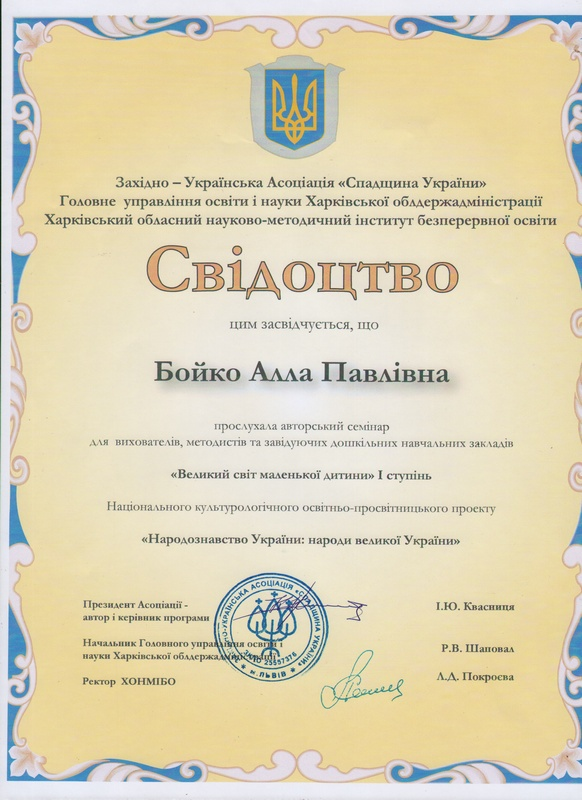 Західно – Українська Асоціація «Спадщина України»
Головне управління освіти і науки Харківської облдержадміністрації
Харківський обласний науково-методичний інститут безперервної освіти
Свідоцтво
цим засвідчується, що
Бойко Алла Павлівна
прослухала авторський семінар
для вихователів, методистів та завідуючих дошкільних навчальних закладів
«Великий світ маленької дитини» І ступінь
Національного культурологічного освітньо-просвітницького проекту
«Народознавство України: народи великої України»
Президент Асоціації -
автор і керівник програми
І.Ю. Квасниця
Начальник Головного управління освіти і
науки Харківської облдержадміністрації
Р.В. Шаповал
Ректор ХОНМІБО
Л.Д. Покроєва
УКРАЇНСЬКА АСОЦІАЦІЯ «СПАДЩИНА УКРАЇНИ»
25557376
м.ЛЬВІВ